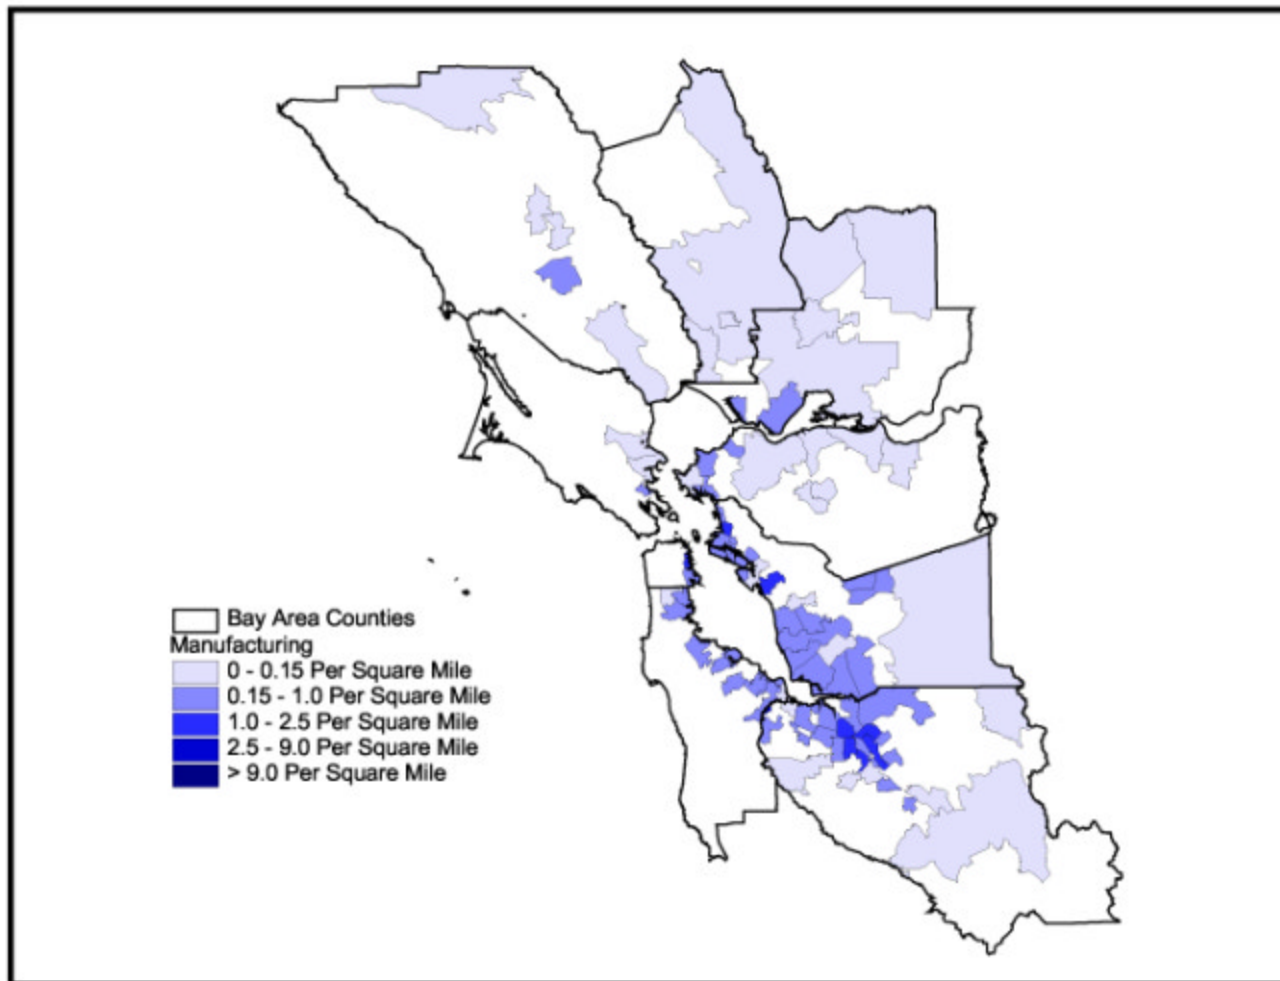 Bay Area Counties
Manufacturing
0 - 0.15 Per Square Mile
0.15 - 1.0 Per Square Mile
1.0 - 2.5 Per Square Mile
2.5 - 9.0 Per Square Mile
> 9.0 Per Square Mile